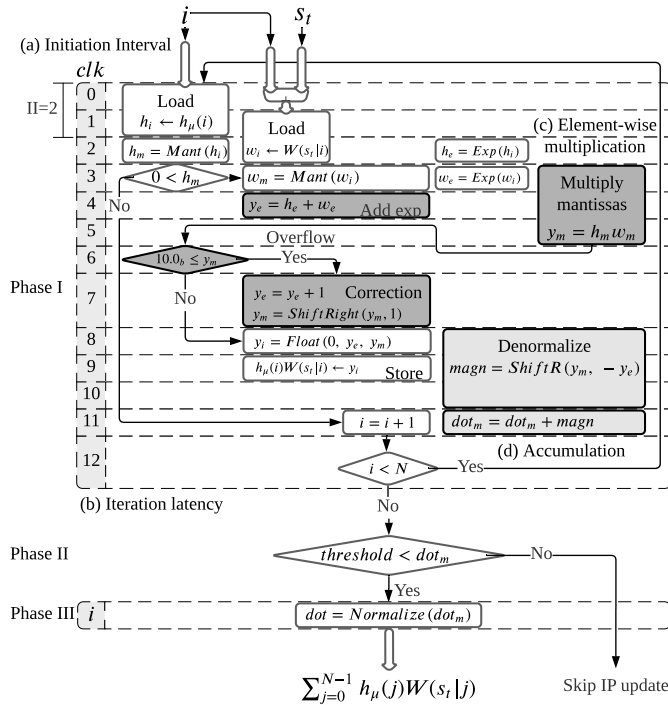 i s_t
(a) Initiation Interval
clk
0
Load
h_i ← h_μ(i)
II=2
1
Load
w_i ← W(s_t|i)
(c) Element-wise
multiplication
2
h_m = Mant(h_i)
h_e = Exp(h_i)
3
0 < h_m
w_m = Mant(w_i)
w_e = Exp(w_i)
Multiply
mantissas
y_m = h_m w_m
No
4
y_e = h_e + w_e
Add exp
5
Overflow
6
10.0_b ≤ y_m
Yes
Phase I
No
7
y_e = y_e + 1 Correction
y_m = ShiftRight(y_m, 1)
8
y_i = Float(0, y_e, y_m)
Denormalize
magn = ShiftR(y_m, − y_e)
9
h_μ(i)W(s_t|i) ← y_i
Store
10
11
i = i + 1
dot_m = dot_m + magn
(d) Accumulation
12
i < N
Yes
(b) Iteration latency
No
Phase II
threshold < dot_m
No
Yes
Phase III
i
dot = Normalize(dot_m)
∑_{j=0}^{N−1} h_μ(j)W(s_t|j)
Skip IP update